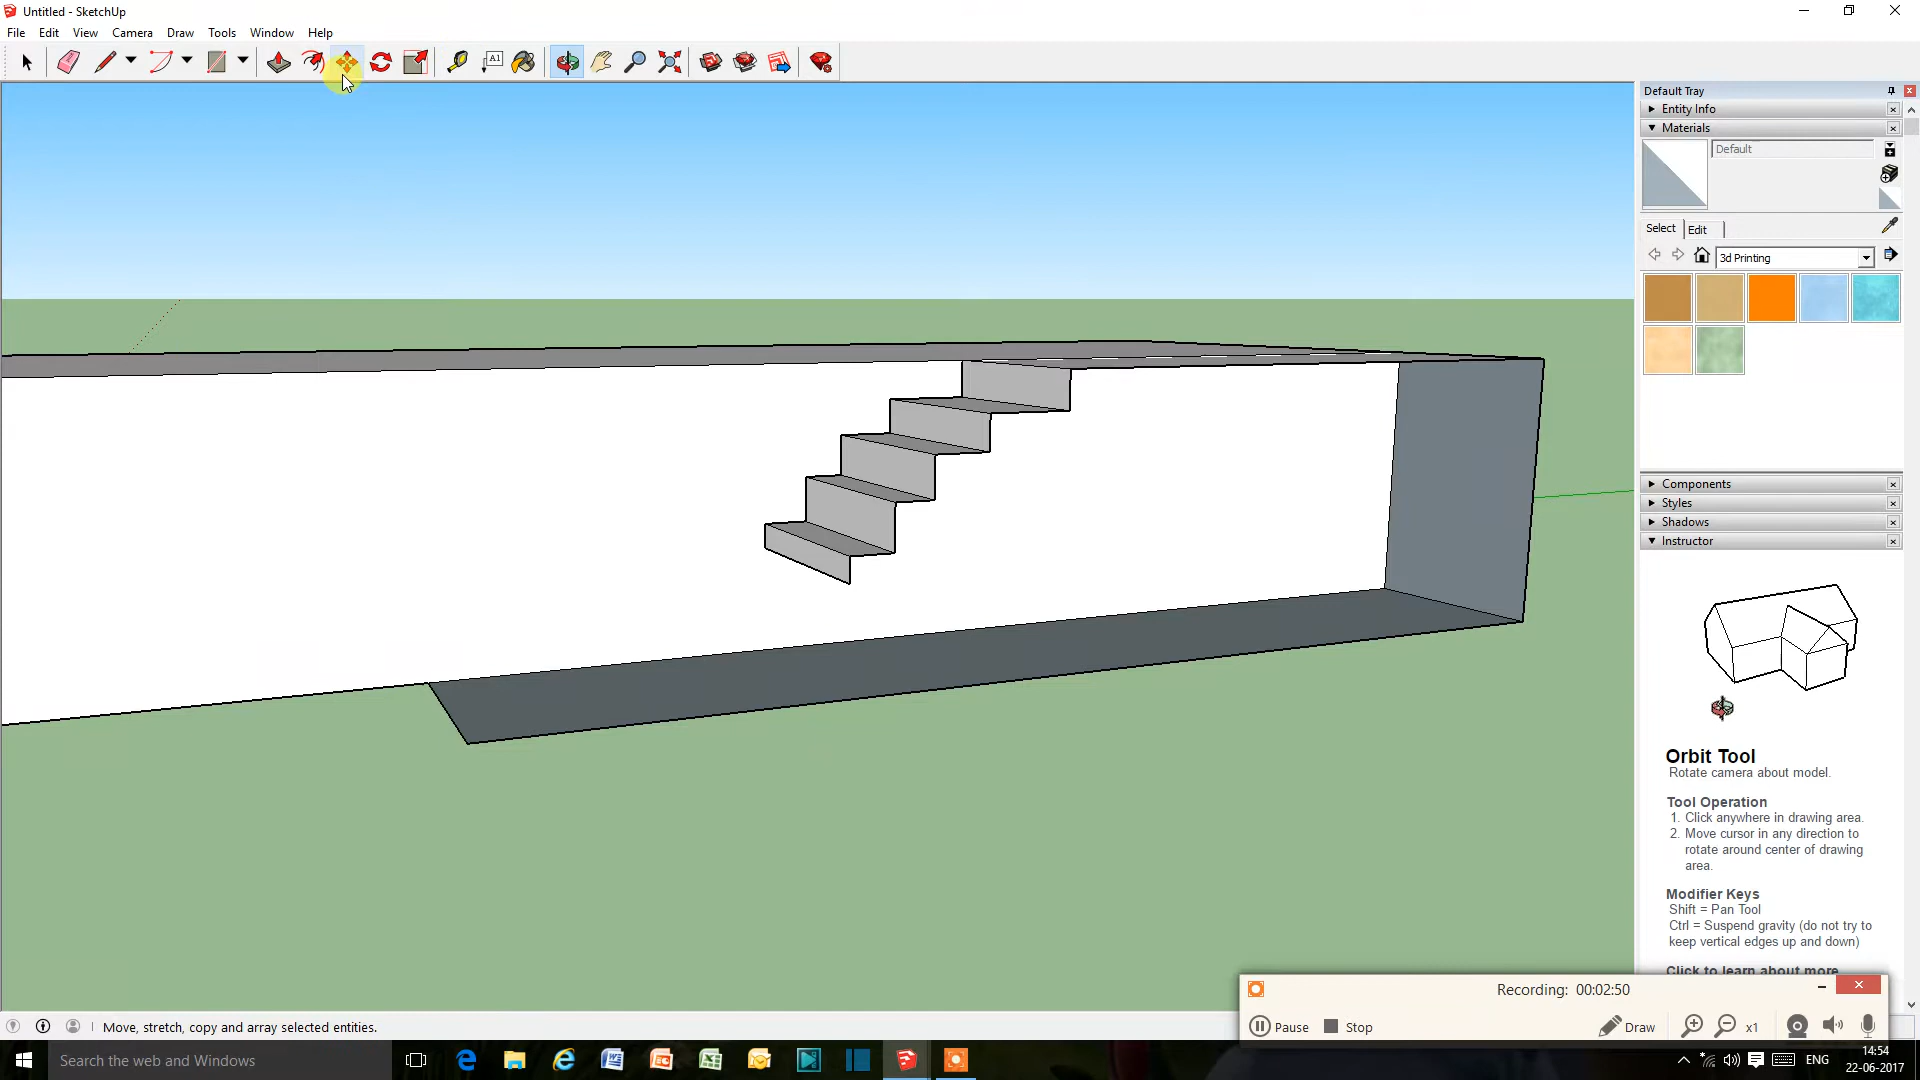 Untitled - SketchUp
File Edit View Camera Draw Tools Window Help
A1
Default Tray
Entity Info
Materials
Default
Select Edit
3d Printing
Components
Styles
Shadows
Instructor
Orbit Tool
Rotate camera about model.
Tool Operation
1. Click anywhere in drawing area.
2. Move cursor in any direction to
rotate around center of drawing
area.
Modifier Keys
Shift = Pan Tool
Ctrl = Suspend gravity (do not try to
keep vertical edges up and down)
Click to learn about more
Recording: 00:02:50
Pause Stop Draw x1
Move, stretch, copy and array selected entities.
Search the web and Windows
ENG
14:54
22-06-2017